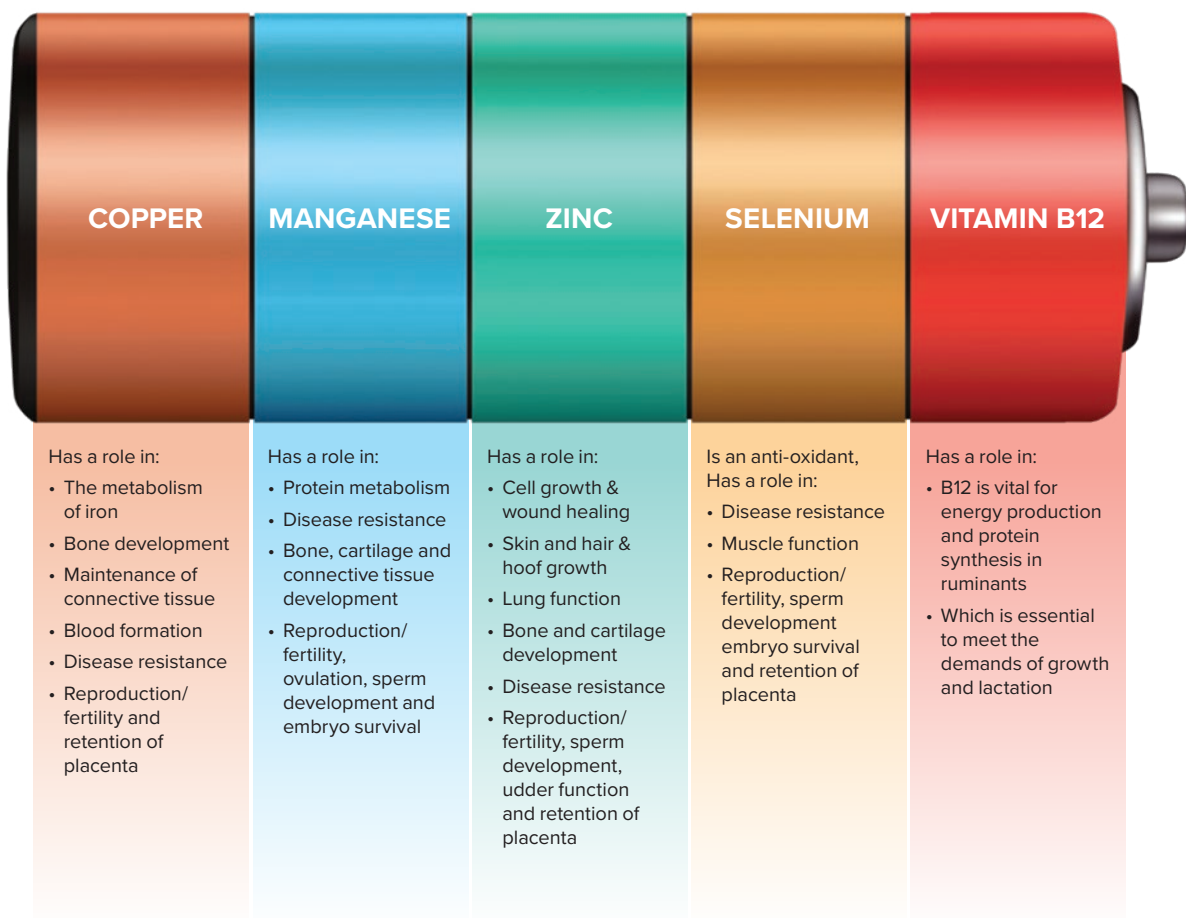 COPPER
MANGANESE
ZINC
SELENIUM
VITAMIN B12
Has a role in:
• The metabolism
of iron
• Bone development
• Maintenance of
connective tissue
• Blood formation
• Disease resistance
• Reproduction/
fertility and
retention of
placenta
Has a role in:
• Protein metabolism
• Disease resistance
• Bone, cartilage and
connective tissue
development
• Reproduction/
fertility,
ovulation, sperm
development and
embryo survival
Has a role in:
• Cell growth &
wound healing
• Skin and hair &
hoof growth
• Lung function
• Bone and cartilage
development
• Disease resistance
• Reproduction/
fertility, sperm
development,
udder function
and retention of
placenta
Is an anti-oxidant,
Has a role in:
• Disease resistance
• Muscle function
• Reproduction/
fertility, sperm
development
embryo survival
and retention of
placenta
Has a role in:
• B12 is vital for
energy production
and protein
synthesis in
ruminants
• Which is essential
to meet the
demands of growth
and lactation